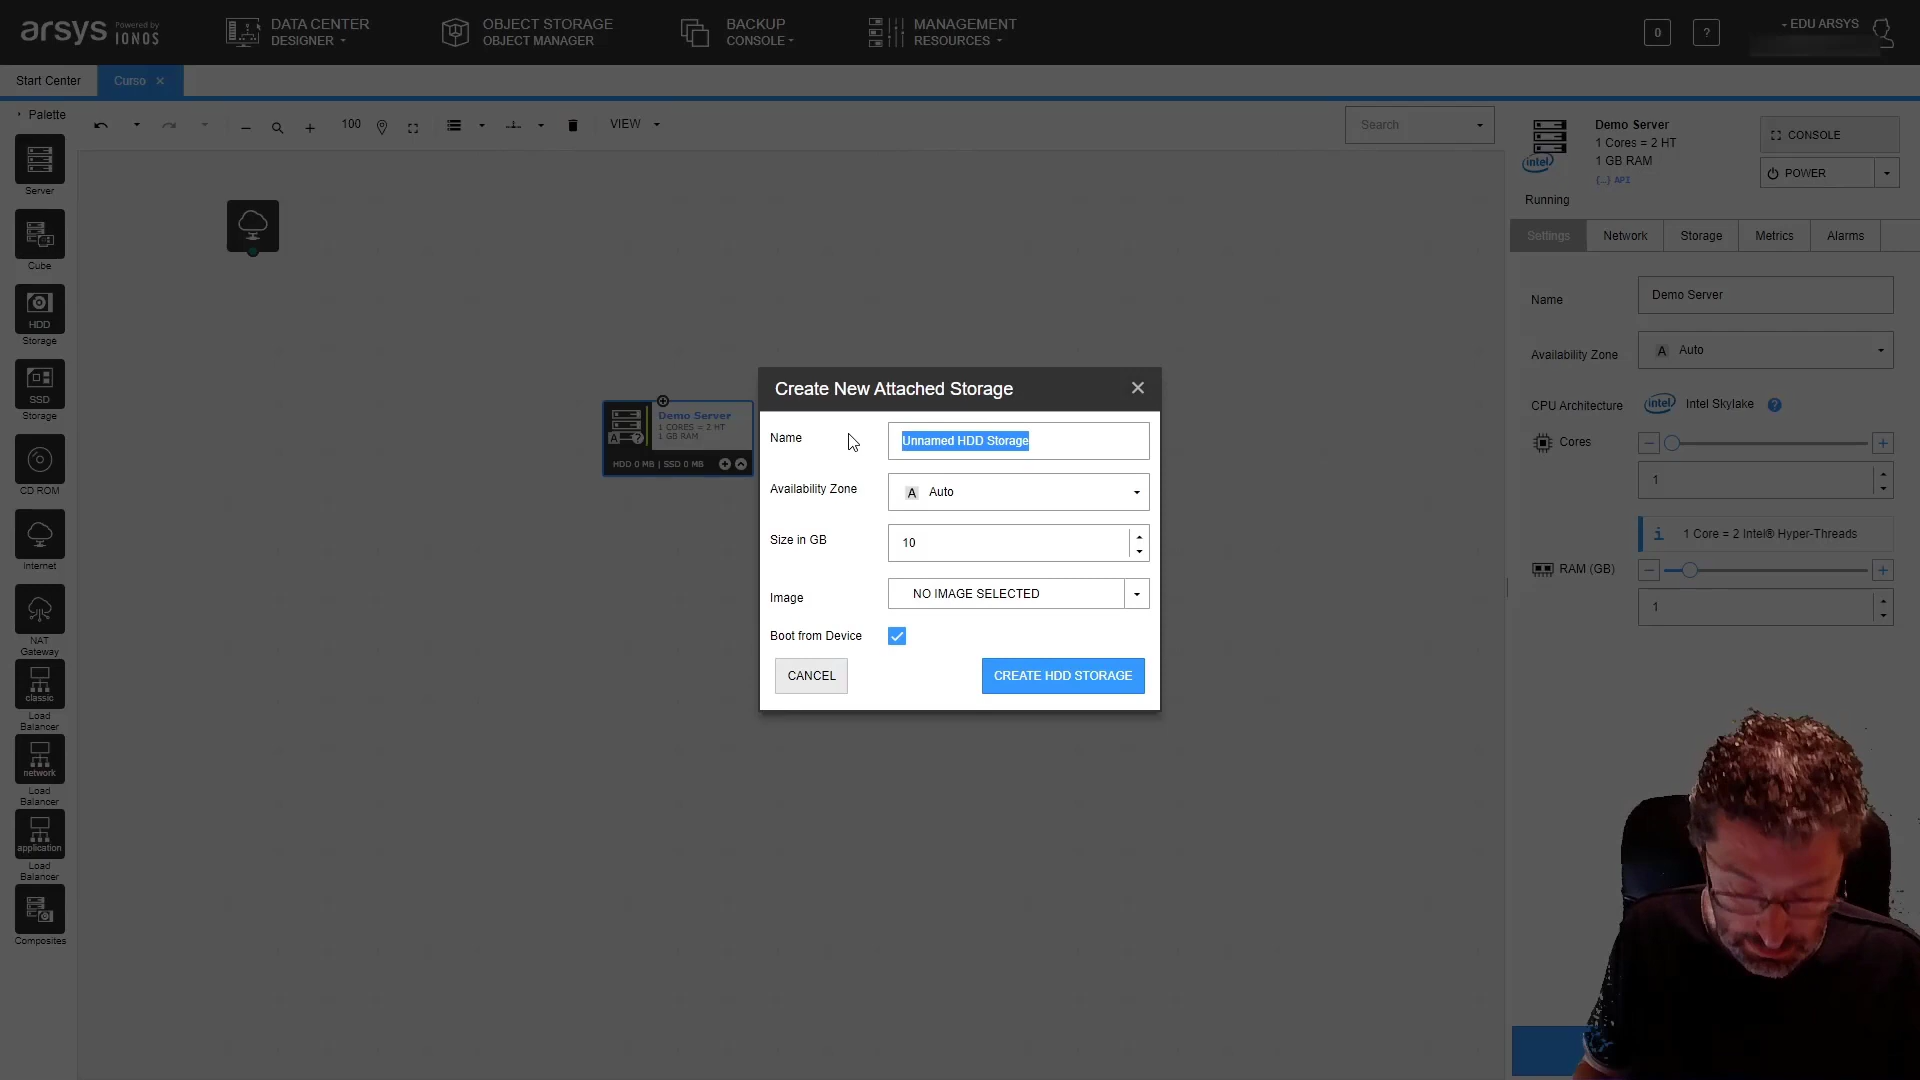 arsys Powered by IONOS
DATA CENTER
DESIGNER
OBJECT STORAGE
OBJECT MANAGER
BACKUP
CONSOLE
MANAGEMENT
RESOURCES
0
?
- EDU ARSYS
Start Center
Curso
Palette
100
VIEW
Search
Server
Cube
HDD
Storage
SSD
Storage
CD ROM
Internet
NAT
Gateway
classic
Load
Balancer
network
Load
Balancer
application
Load
Balancer
Composites
Demo Server
1 CORES = 2 HT
1 GB RAM
A
?
HDD 0 MB | SSD 0 MB
Create New Attached Storage
Name
Unnamed HDD Storage
Availability Zone
A Auto
Size in GB
10
Image
NO IMAGE SELECTED
Boot from Device
CANCEL
CREATE HDD STORAGE
intel
Demo Server
1 Cores = 2 HT
1 GB RAM
{...} API
CONSOLE
POWER
Running
Settings
Network
Storage
Metrics
Alarms
Name
Demo Server
Availability Zone
A Auto
CPU Architecture
intel Intel Skylake ?
Cores
1
i 1 Core = 2 Intel® Hyper-Threads
RAM (GB)
1